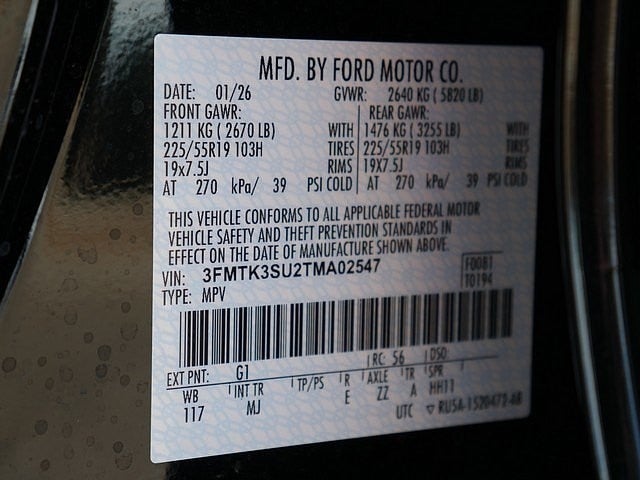 MFD. BY FORD MOTOR CO.
DATE: 01/26 GVWR: 2640 KG ( 5820 LB)
FRONT GAWR: REAR GAWR:
1211 KG ( 2670 LB) WITH 1476 KG ( 3255 LB) WITH
225/55R19 103H TIRES 225/55R19 103H TIRES
19x7.5J RIMS 19X7.5J RIMS
AT 270 kPa/ 39 PSI COLD AT 270 kPa/ 39 PSI COLD
THIS VEHICLE CONFORMS TO ALL APPLICABLE FEDERAL MOTOR
VEHICLE SAFETY AND THEFT PREVENTION STANDARDS IN
EFFECT ON THE DATE OF MANUFACTURE SHOWN ABOVE.
VIN: 3FMTK3SU2TMA02547 F0081
TYPE: MPV T0194
EXT PNT: G1 RC: 56 DSO:
WB INT TR TP/PS R AXLE TR SPR
117 MJ E ZZ A HH11
UTC ▽ RU5A-1520472-AB